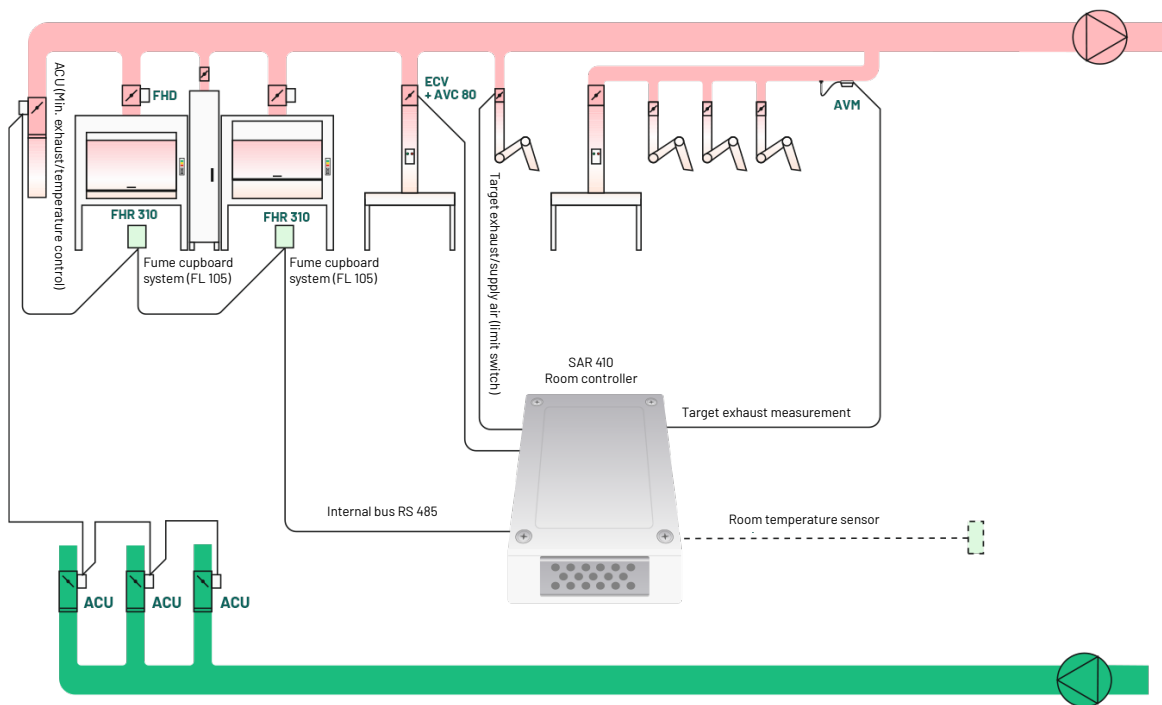 ACU (Min. exhaust/temperature control)
FHD
ECV
+ AVC 80
AVM
FHR 310
FHR 310
Fume cupboard
system (FL 105)
Fume cupboard
system (FL 105)
Target exhaust/supply air (limit switch)
SAR 410
Room controller
Target exhaust measurement
Internal bus RS 485
Room temperature sensor
ACU
ACU
ACU